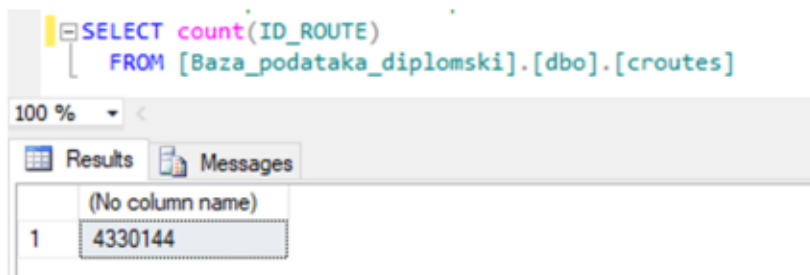 SELECT count(ID_ROUTE)
FROM [Baza_podataka_diplomski].[dbo].[croutes]
100 %
Results Messages
(No column name)
1 4330144